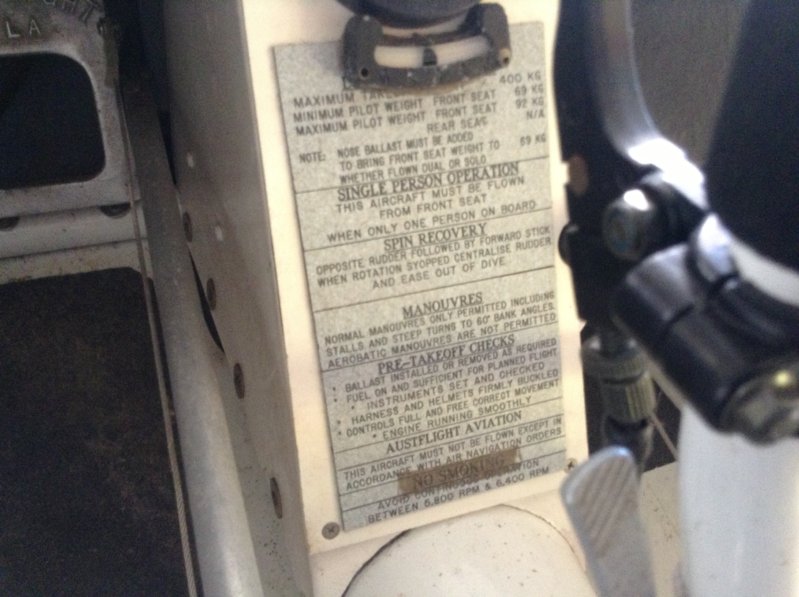 LA
400 KG
MAXIMUM TAKE
MINIMUM PILOT WEIGHT FRONT SEAT 69 KG
MAXIMUM PILOT WEIGHT FRONT SEAT 92 KG
REAR SEAT N/A
NOTE: NOSE BALLAST MUST BE ADDED
TO BRING FRONT SEAT WEIGHT TO 69 KG
WHETHER FLOWN DUAL OR SOLO
SINGLE PERSON OPERATION
THIS AIRCRAFT MUST BE FLOWN
FROM FRONT SEAT
WHEN ONLY ONE PERSON ON BOARD
SPIN RECOVERY
OPPOSITE RUDDER FOLLOWED BY FORWARD STICK
WHEN ROTATION STOPPED CENTRALISE RUDDER
AND EASE OUT OF DIVE
MANOUVRES
NORMAL MANOUVRES ONLY PERMITTED INCLUDING
STALLS AND STEEP TURNS TO 60° BANK ANGLES.
AEROBATIC MANOUVRES ARE NOT PERMITTED
PRE-TAKEOFF CHECKS
• BALLAST INSTALLED OR REMOVED AS REQUIRED
• FUEL ON AND SUFFICIENT FOR PLANNED FLIGHT
• INSTRUMENTS SET AND CHECKED
• HARNESS AND HELMETS FIRMLY BUCKLED
• CONTROLS FULL AND FREE CORRECT MOVEMENT
• ENGINE RUNNING SMOOTHLY
AUSTFLIGHT AVIATION
THIS AIRCRAFT MUST NOT BE FLOWN EXCEPT IN
ACCORDANCE WITH AIR NAVIGATION ORDERS
NO SMOKING
AVOID CONTINUOUS OPERATION
BETWEEN 5,800 RPM & 6,400 RPM